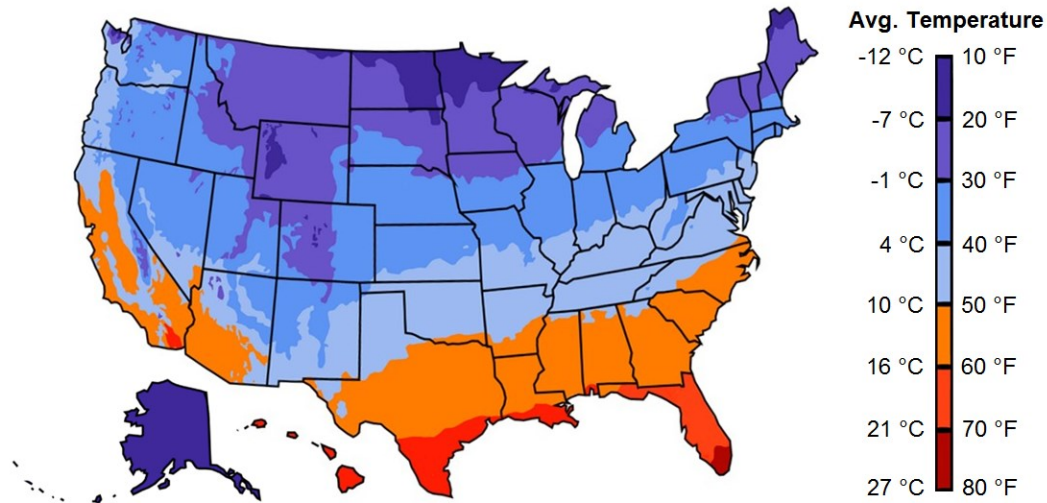 Avg. Temperature
-12 °C 10 °F
-7 °C 20 °F
-1 °C 30 °F
4 °C 40 °F
10 °C 50 °F
16 °C 60 °F
21 °C 70 °F
27 °C 80 °F